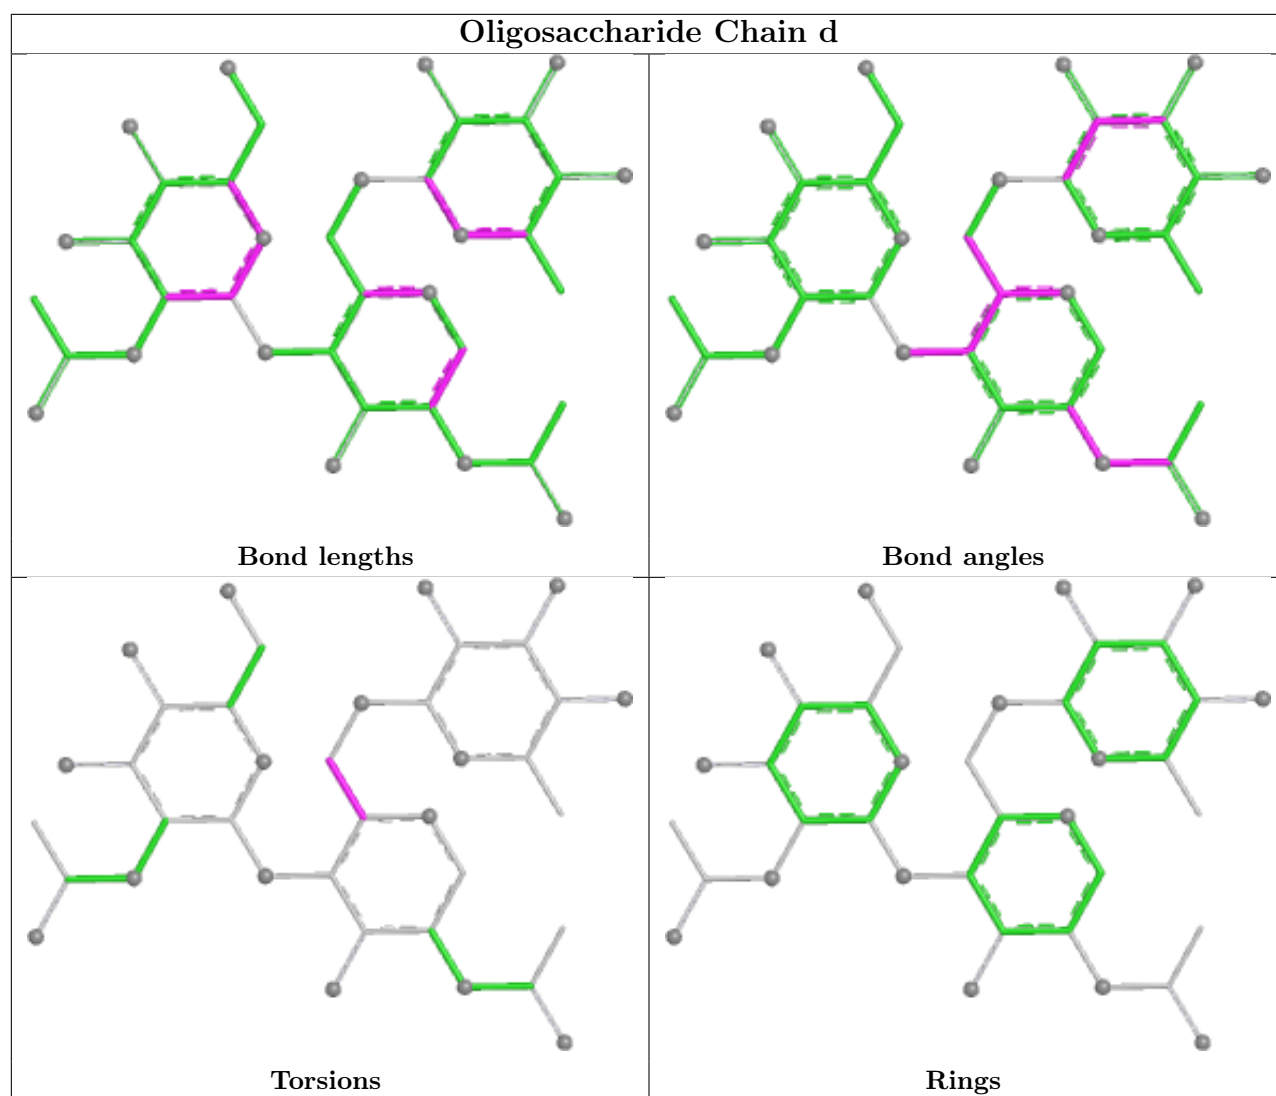 Oligosaccharide Chain d
Bond lengths
Bond angles
Torsions
Rings